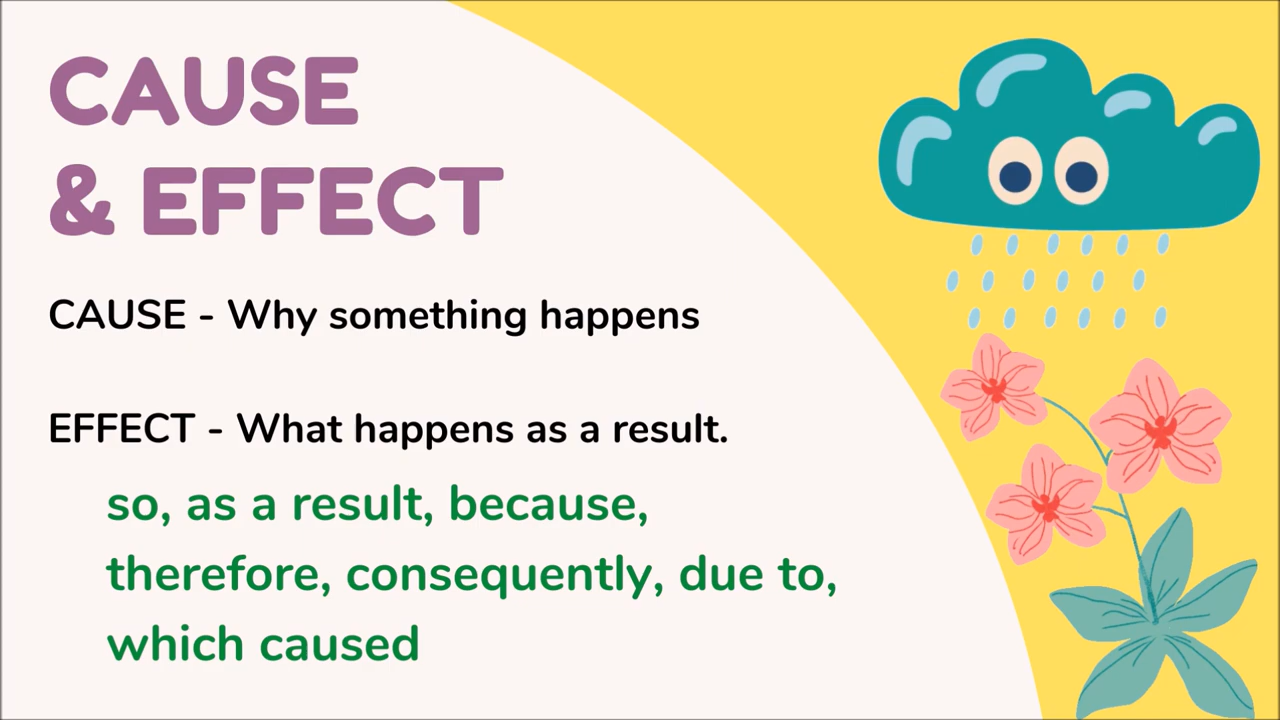 CAUSE
& EFFECT
CAUSE - Why something happens
EFFECT - What happens as a result.
so, as a result, because,
therefore, consequently, due to,
which caused